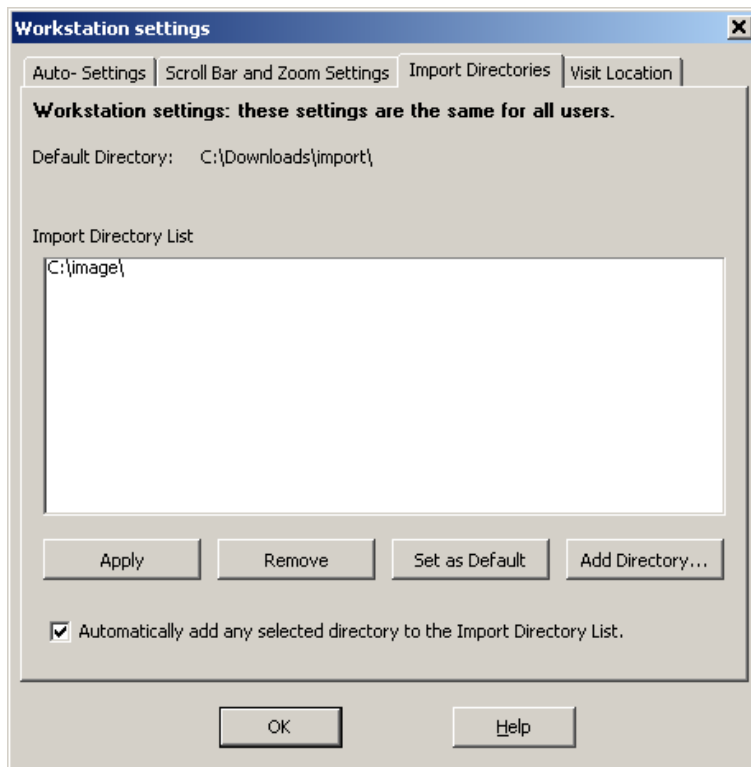 Workstation settings
Auto- Settings Scroll Bar and Zoom Settings Import Directories Visit Location
Workstation settings: these settings are the same for all users.
Default Directory: C:\Downloads\import\
Import Directory List
C:\image\
Apply Remove Set as Default Add Directory...
Automatically add any selected directory to the Import Directory List.
OK Help